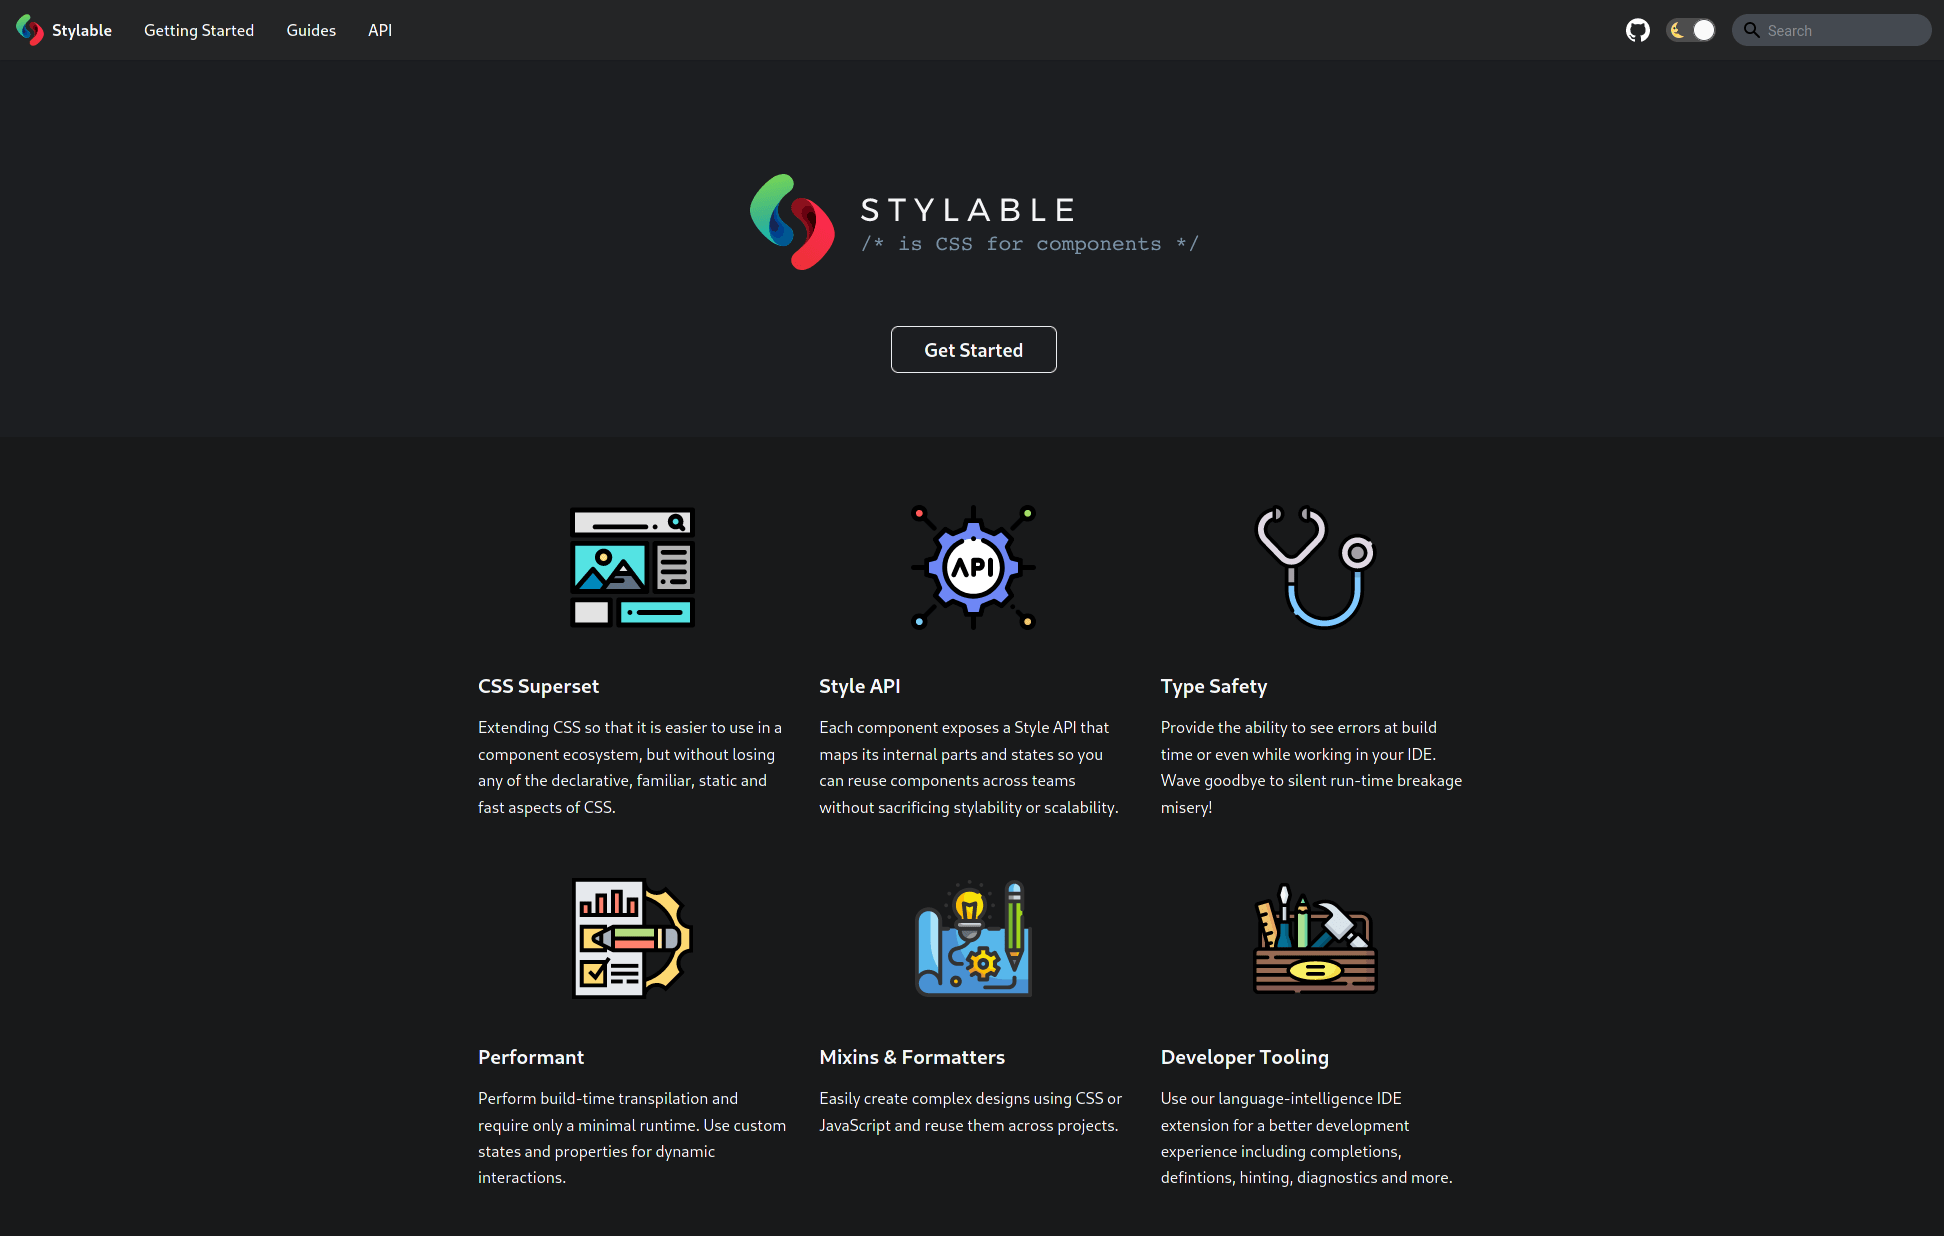 Stylable
Getting Started
Guides
API
Search
STYLABLE
/* is CSS for components */
Get Started
API
CSS Superset
Extending CSS so that it is easier to use in a
component ecosystem, but without losing
any of the declarative, familiar, static and
fast aspects of CSS.
Style API
Each component exposes a Style API that
maps its internal parts and states so you
can reuse components across teams
without sacrificing stylability or scalability.
Type Safety
Provide the ability to see errors at build
time or even while working in your IDE.
Wave goodbye to silent run-time breakage
misery!
Performant
Perform build-time transpilation and
require only a minimal runtime. Use custom
states and properties for dynamic
interactions.
Mixins & Formatters
Easily create complex designs using CSS or
JavaScript and reuse them across projects.
Developer Tooling
Use our language-intelligence IDE
extension for a better development
experience including completions,
defintions, hinting, diagnostics and more.